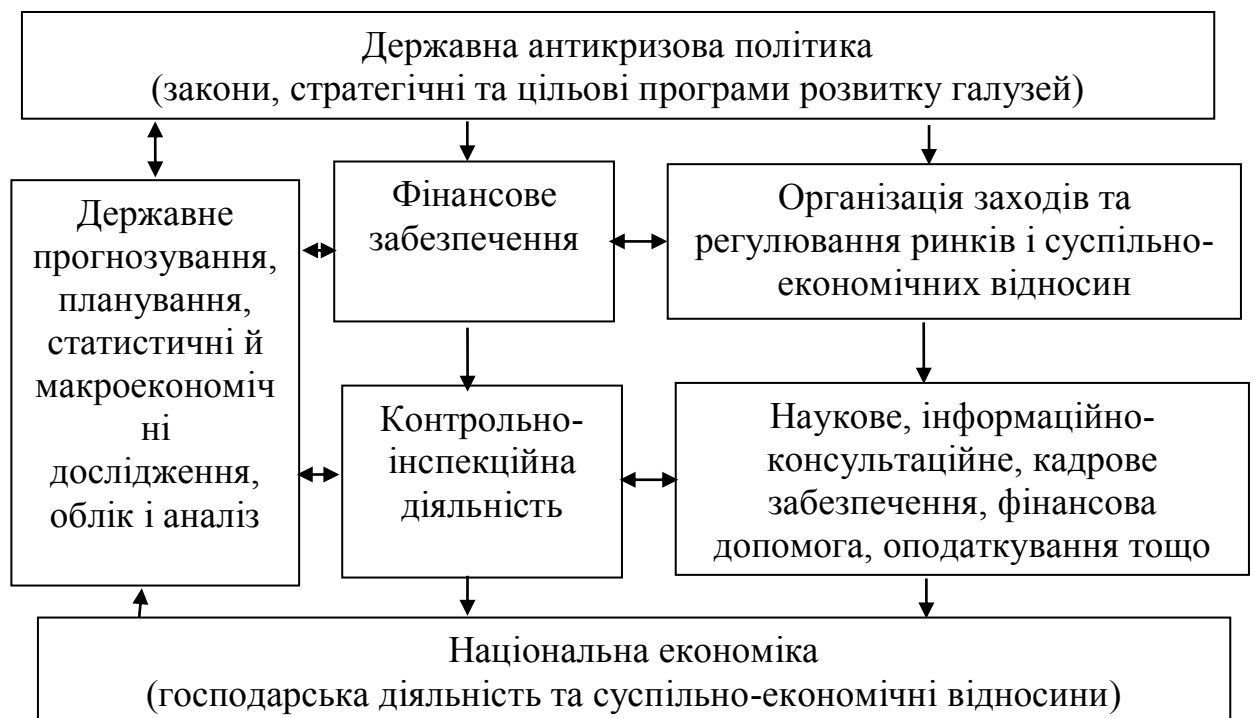 Державна антикризова політика
(закони, стратегічні та цільові програми розвитку галузей)
Державне
прогнозування,
планування,
статистичні й
макроекономіч
ні
дослідження,
облік і аналіз
Фінансове
забезпечення
Організація заходів та
регулювання ринків і суспільно-
економічних відносин
Контрольно-
інспекційна
діяльність
Наукове, інформаційно-
консультаційне, кадрове
забезпечення, фінансова
допомога, оподаткування тощо
Національна економіка
(господарська діяльність та суспільно-економічні відносини)